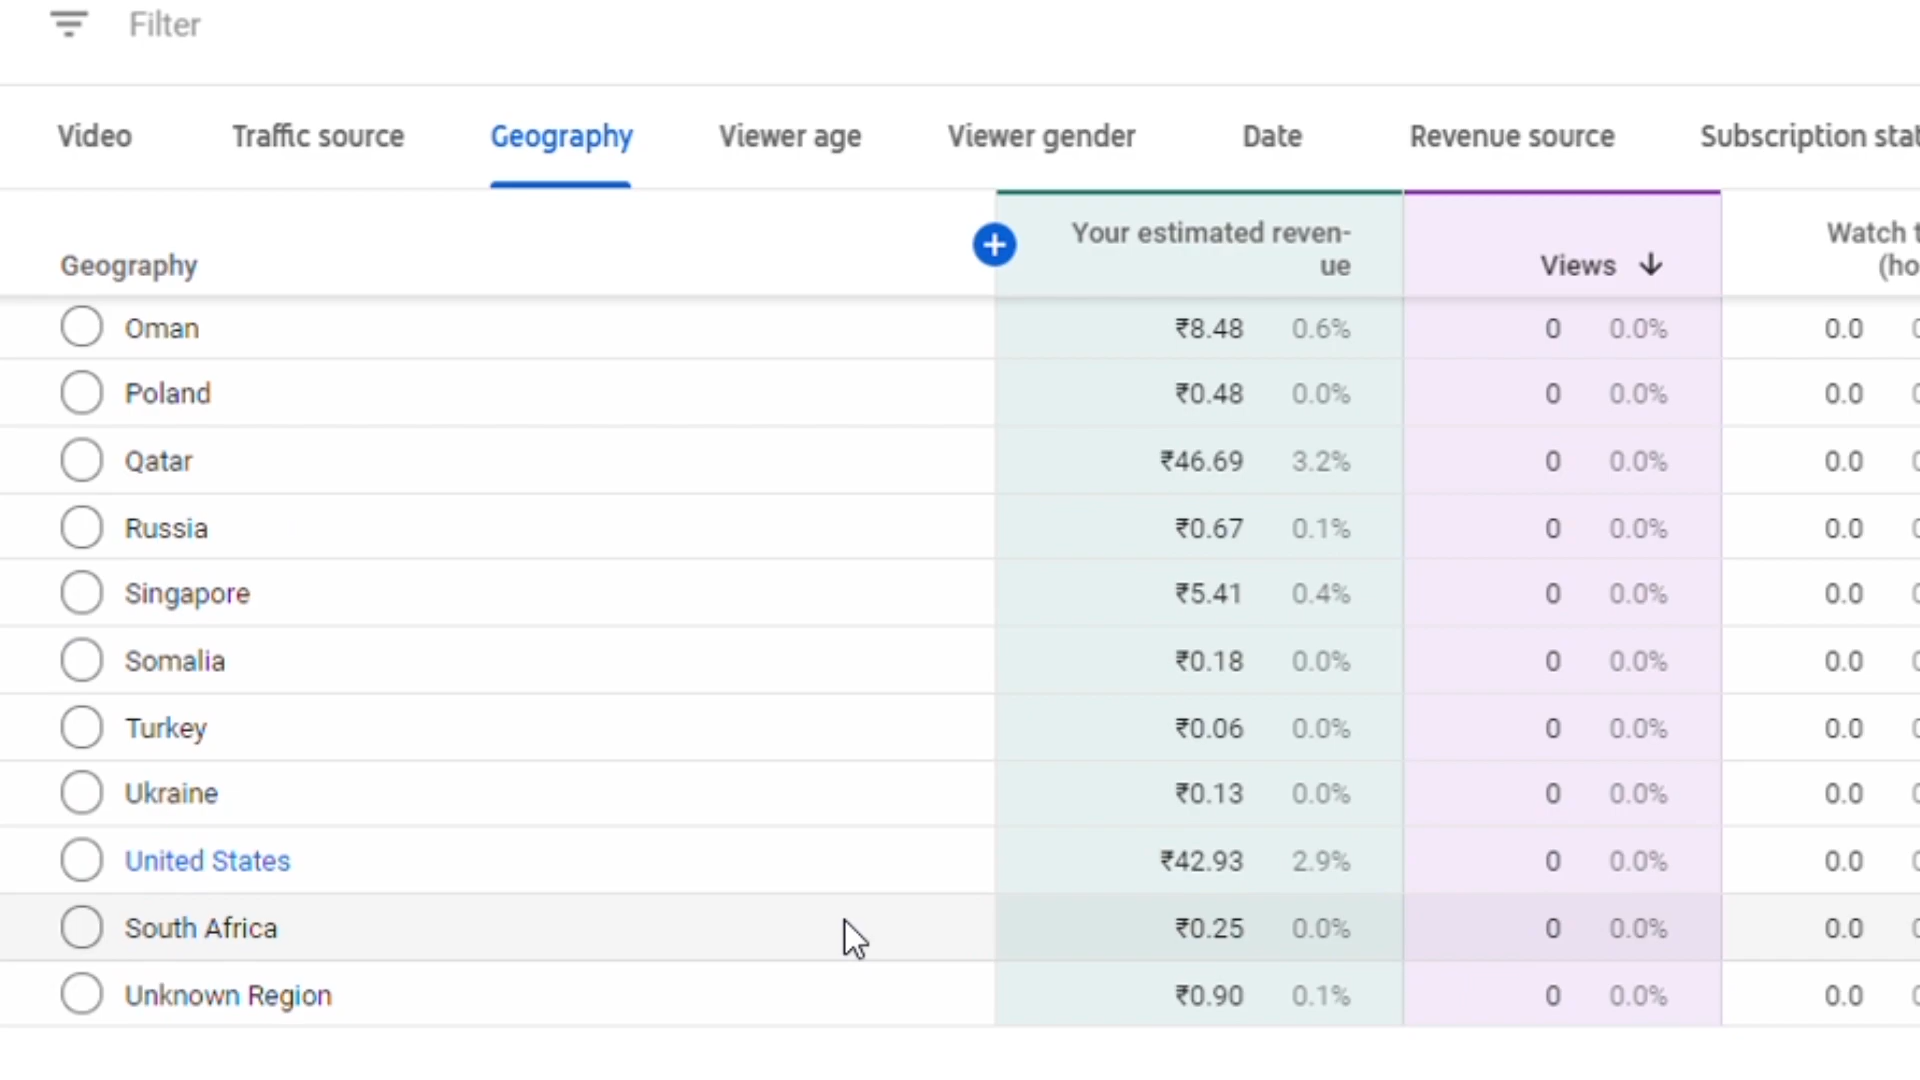 Filter
Video Traffic source Geography Viewer age Viewer gender Date Revenue source Subscription
Geography
Your estimated reven-
ue
Views
Watch
Oman ₹8.48 0.6% 0 0.0% 0.0
Poland ₹0.48 0.0% 0 0.0% 0.0
Qatar ₹46.69 3.2% 0 0.0% 0.0
Russia ₹0.67 0.1% 0 0.0% 0.0
Singapore ₹5.41 0.4% 0 0.0% 0.0
Somalia ₹0.18 0.0% 0 0.0% 0.0
Turkey ₹0.06 0.0% 0 0.0% 0.0
Ukraine ₹0.13 0.0% 0 0.0% 0.0
United States ₹42.93 2.9% 0 0.0% 0.0
South Africa ₹0.25 0.0% 0 0.0% 0.0
Unknown Region ₹0.90 0.1% 0 0.0% 0.0